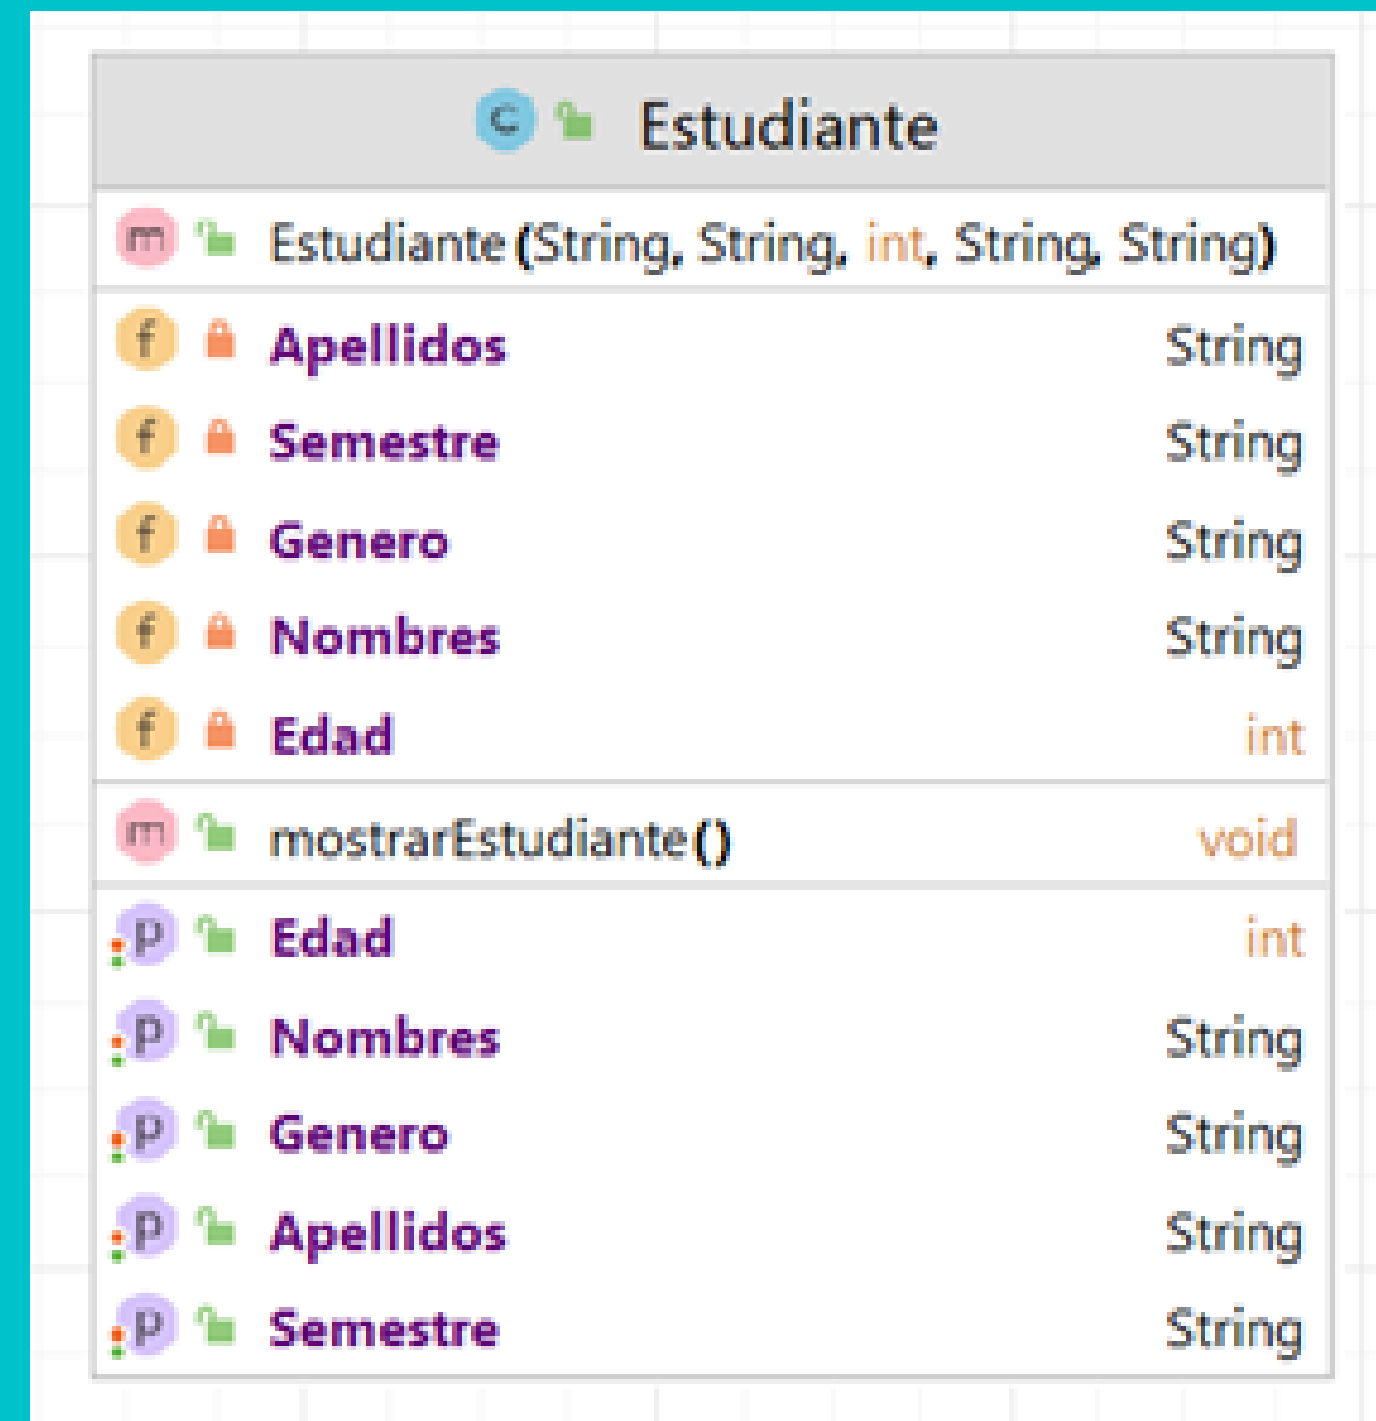 C Estudiante
m Estudiante(String, String, int, String, String)
f Apellidos String
f Semestre String
f Genero String
f Nombres String
f Edad int
m mostrarEstudiante() void
p Edad int
p Nombres String
p Genero String
p Apellidos String
p Semestre String